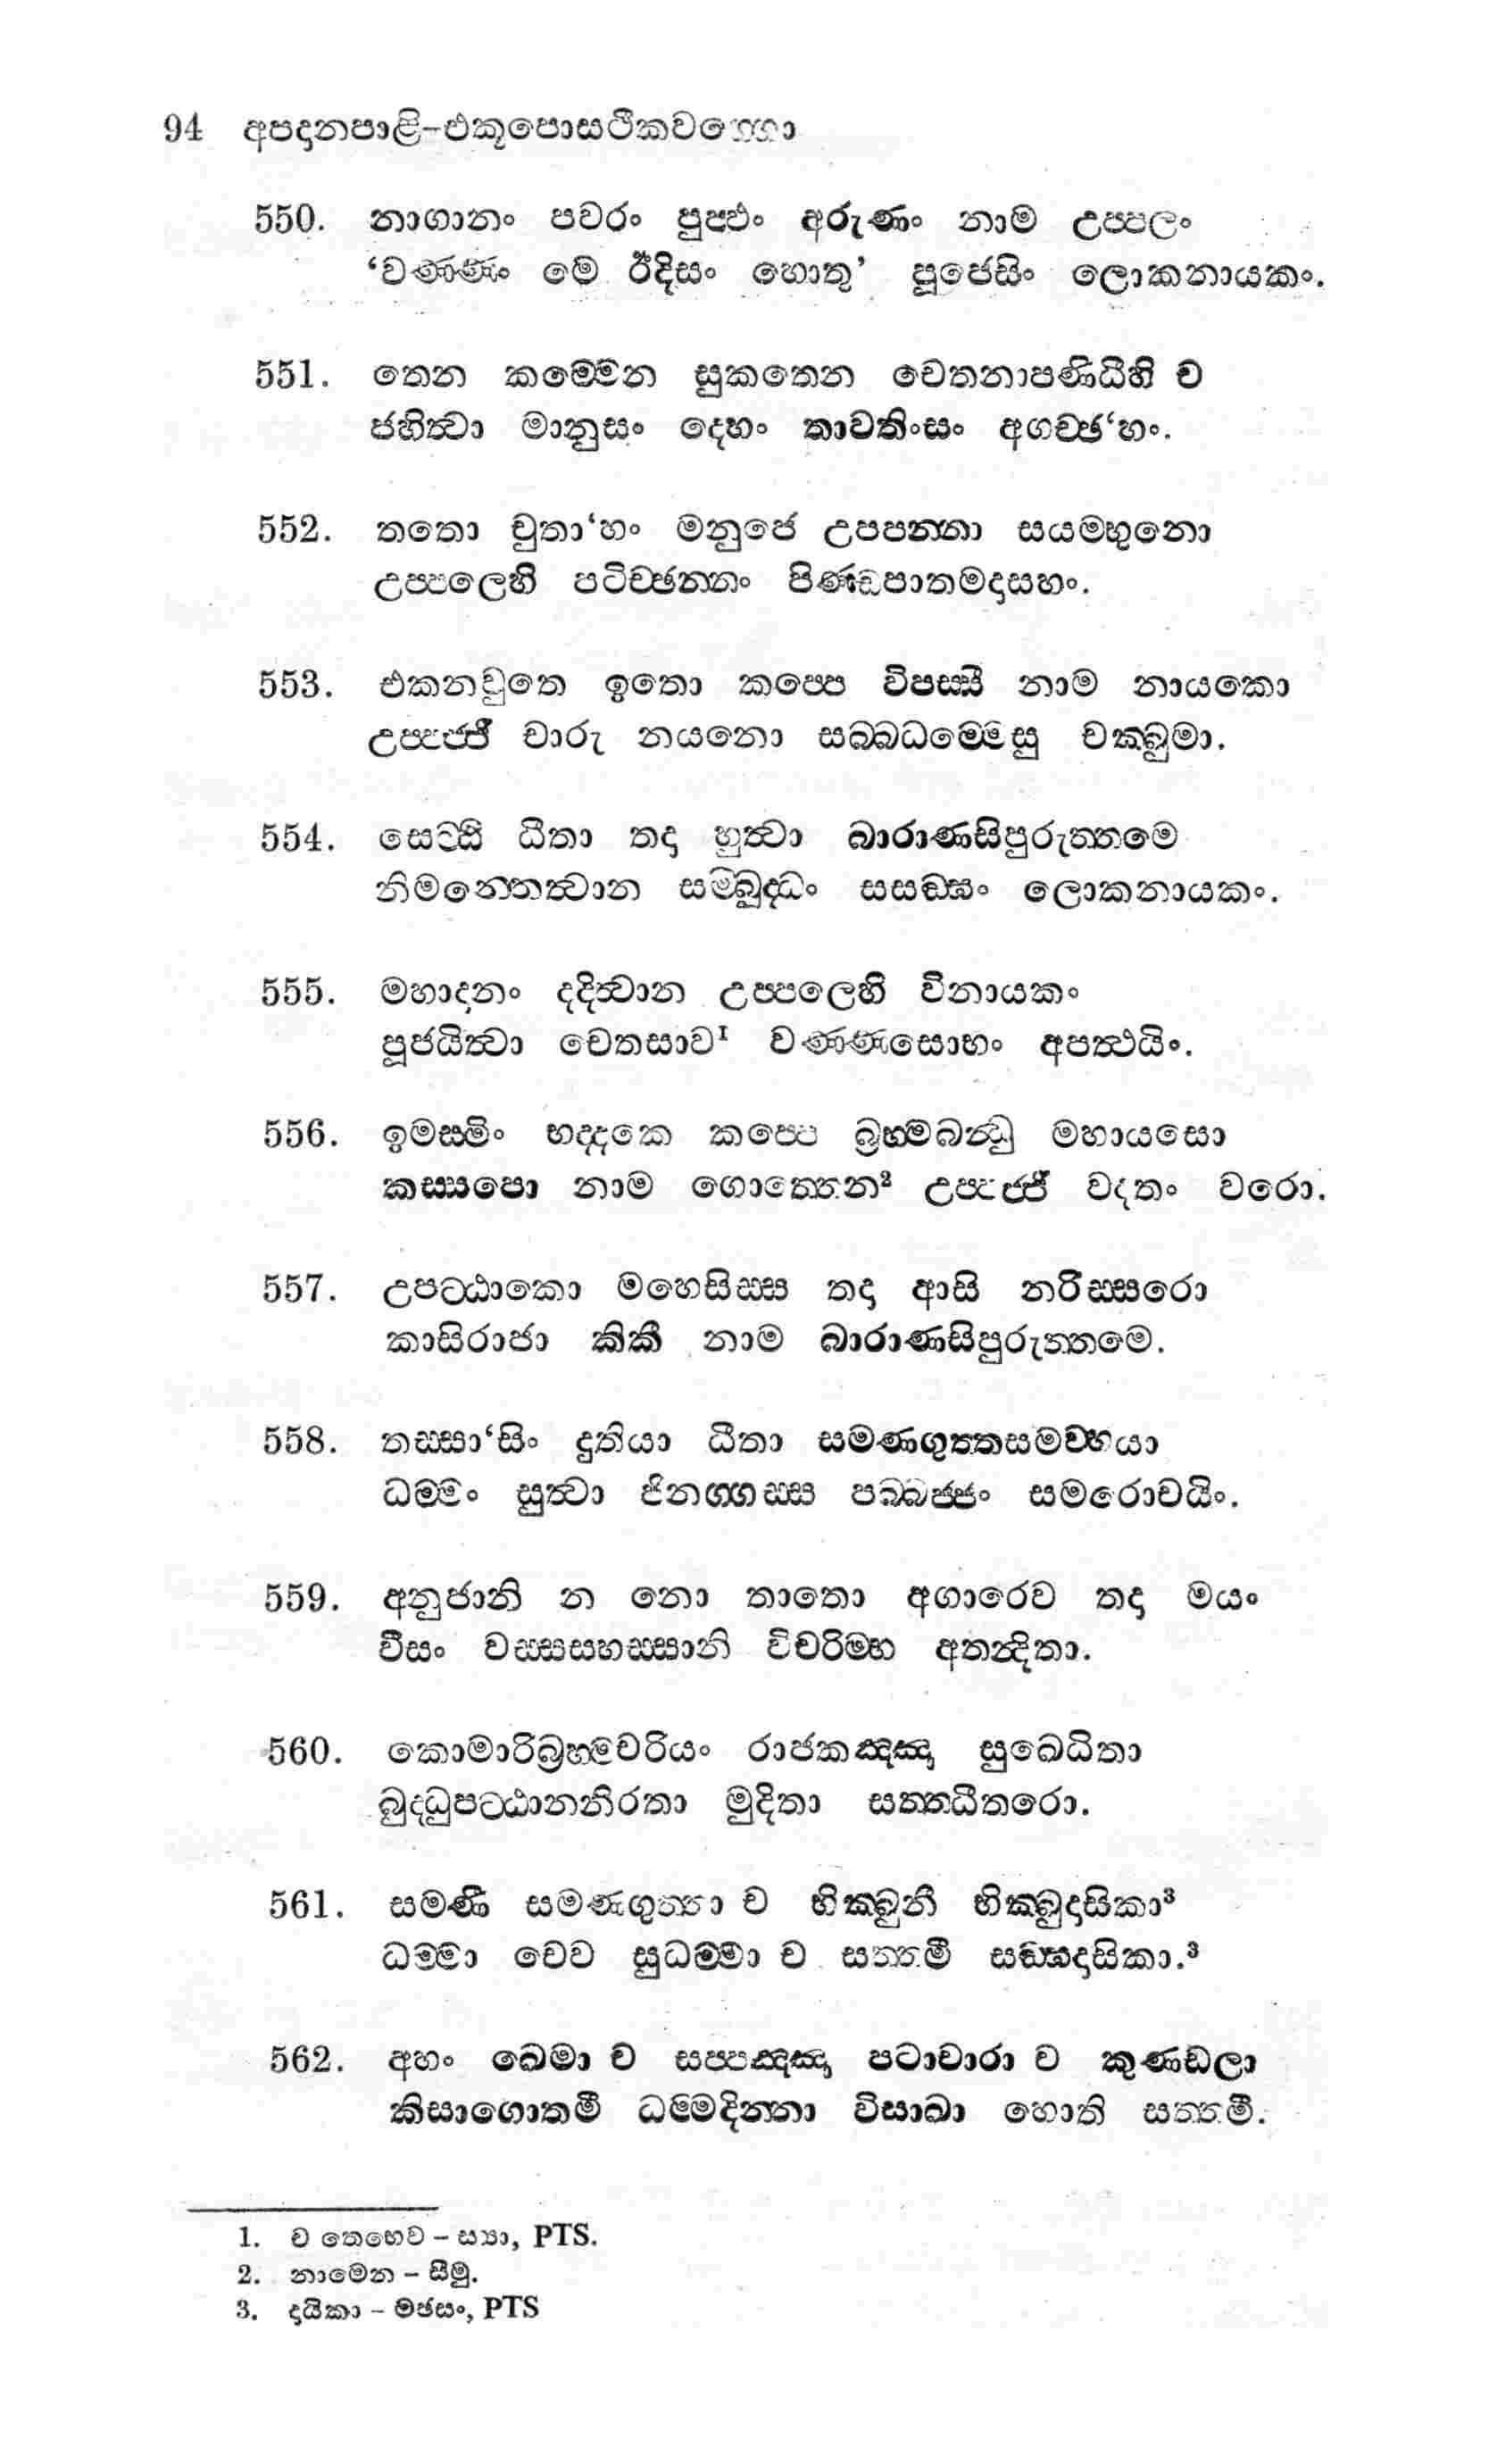 94 අපදානපාළි-එකූපොසථිකවග්ගො
550. නාගානං පවරං පුප්ඵං අරුණං නාම උප්පලං
‘වණ්ණං මෙ ඊදිසං හොතු’ පූජෙසිං ලොකනායකං.
551. තෙන කම්මෙන සුකතෙන චෙතනාපණිධීහි ච
ජහිත්වා මානුසං දෙහං තාවතිංසං අගච්ඡ‘හං.
552. තතො චුතා‘හං මනුජෙ උපපන්නා සයම්භුනො
උප්පලෙහි පටිච්ඡන්නං පිණ්ඩපාතමදාසහං.
553. එකනවුතෙ ඉතො කප්පෙ විපස්සී නාම නායකො
උප්පජ්ජි චාරු නයනො සබ්බධම්මෙසු චක්ඛුමා.
554. සෙට්ඨි ධීතා තදා හුත්වා බාරාණසිපුරුත්තමෙ
නිමන්තෙත්වාන සම්බුද්ධං සසඞ්ඝං ලොකනායකං.
555. මහාදානං දදිත්වාන උප්පලෙහි විනායකං
පූජයිත්වා චෙතසාව¹ වණ්ණසොභං අපත්ථයිං.
556. ඉමස්මිං භද්දකෙ කප්පෙ බ්‍රහ්මබන්ධු මහායසො
කස්සපො නාම ගොත්තෙන² උප්පජ්ජි වදතං වරො.
557. උපට්ඨාකො මහෙසිස්ස තදා ආසි නරිස්සරො
කාසිරාජා කිකී නාම බාරාණසිපුරුත්තමෙ.
558. තස්සා‘සිං දුතියා ධීතා සමණගුත්තසමව්හයා
ධම්මං සුත්වා ජිනග්ගස්ස පබ්බජ්ජං සමරොචයිං.
559. අනුජානි න නො තාතො අගාරෙව තදා මයං
වීසං වස්සසහස්සානි විචරිම්හ අතන්දිතා.
560. කොමාරිබ්‍රහ්මචරියං රාජකඤ්ඤා සුඛෙධිතා
බුද්ධුපට්ඨානනිරතා මුදිතා සත්තධීතරො.
561. සමණී සමණගුත්තා ච භික්ඛුනී භික්ඛුදාසිකා³
ධම්මා චෙව සුධම්මා ච සත්තමී සඞ්ඝදාසිකා.³
562. අහං ඛෙමා ච සප්පඤ්ඤා පටාචාරා ච කුණ්ඩලා
කිසාගොතමී ධම්මදින්නා විසාඛා හොති සත්තමී.
1. ච තෙභෙව – ස්‍යා, PTS.
2. නාමෙන – සීමු.
3. දායිකා – මඡසං, PTS